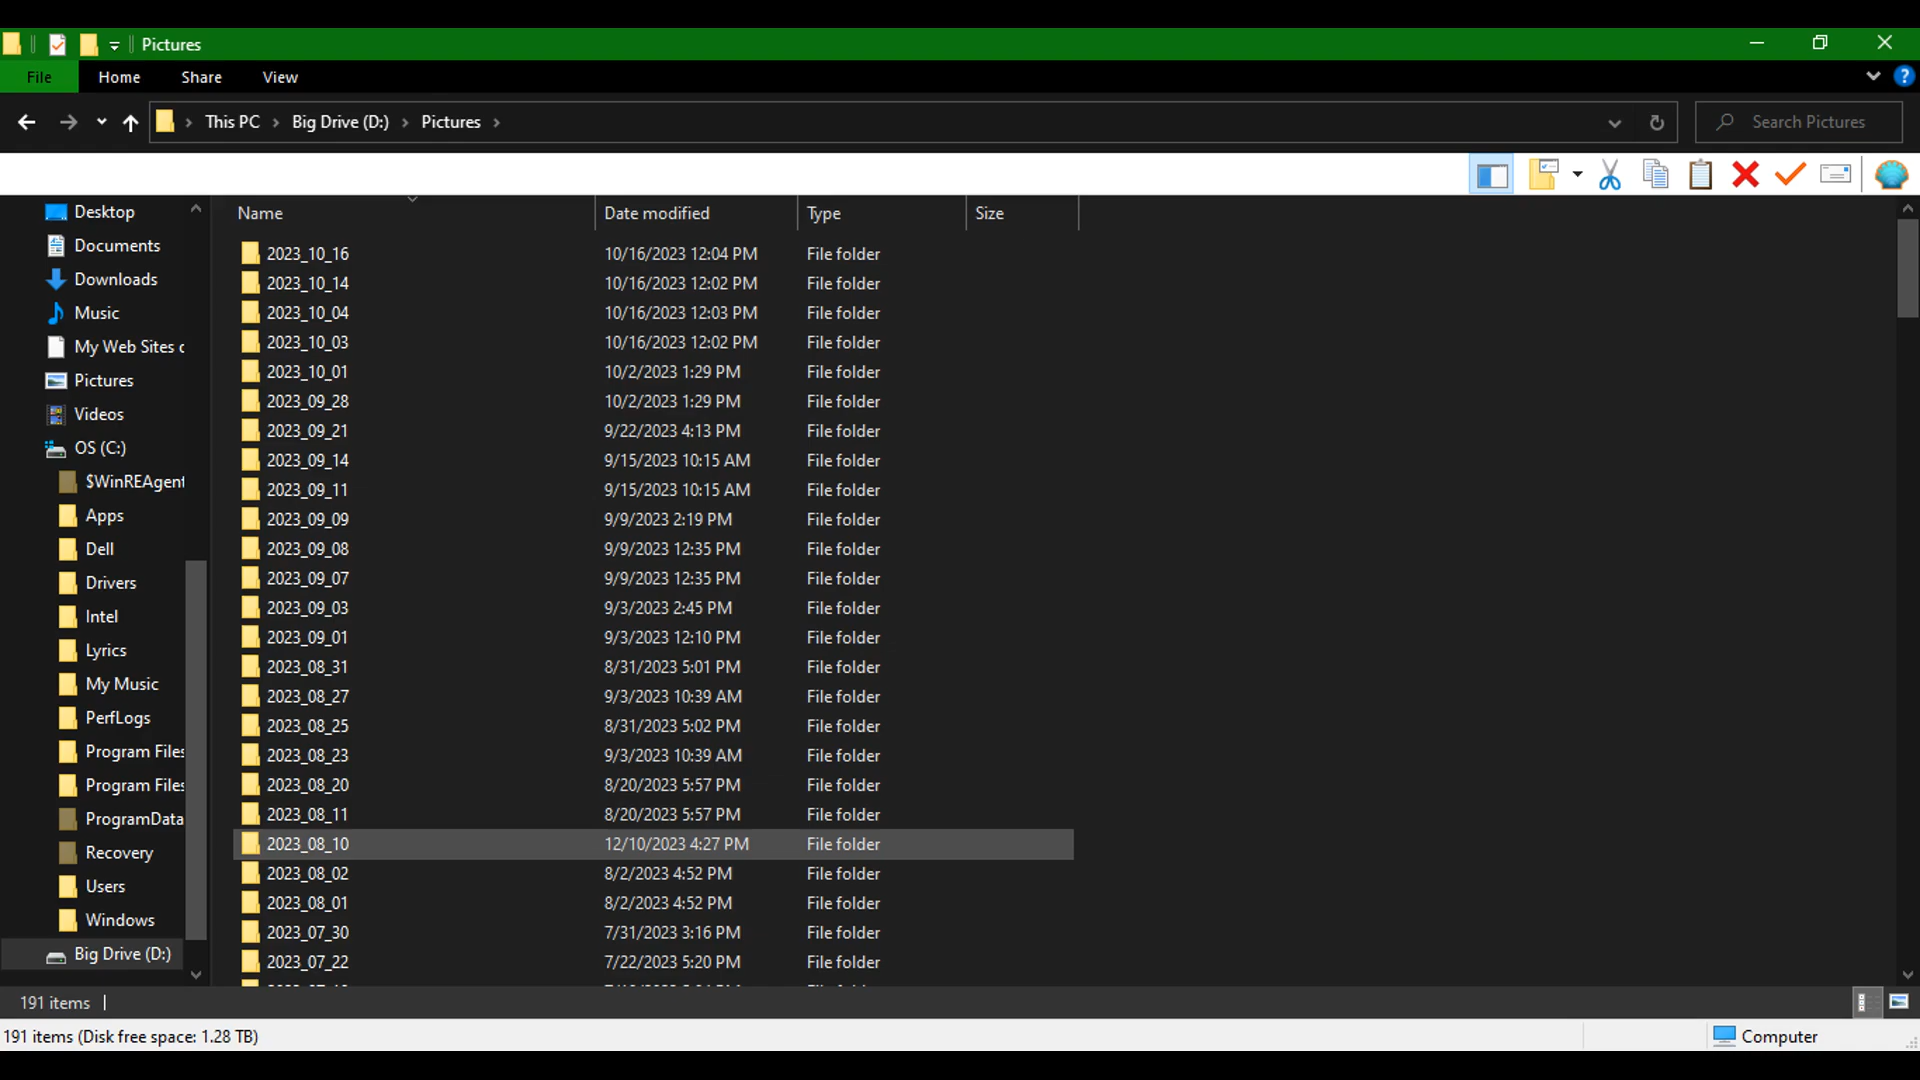 Pictures
File Home Share View
This PC > Big Drive (D:) > Pictures >
Search Pictures
Name Date modified Type Size
Desktop
Documents
Downloads
Music
My Web Sites
Pictures
Videos
OS (C:)
$WinREAgent
Apps
Dell
Drivers
Intel
Lyrics
My Music
PerfLogs
Program Files
Program Files
ProgramData
Recovery
Users
Windows
Big Drive (D:)
2023_10_16 10/16/2023 12:04 PM File folder
2023_10_14 10/16/2023 12:02 PM File folder
2023_10_04 10/16/2023 12:03 PM File folder
2023_10_03 10/16/2023 12:02 PM File folder
2023_10_01 10/2/2023 1:29 PM File folder
2023_09_28 10/2/2023 1:29 PM File folder
2023_09_21 9/22/2023 4:13 PM File folder
2023_09_14 9/15/2023 10:15 AM File folder
2023_09_11 9/15/2023 10:15 AM File folder
2023_09_09 9/9/2023 2:19 PM File folder
2023_09_08 9/9/2023 12:35 PM File folder
2023_09_07 9/9/2023 12:35 PM File folder
2023_09_03 9/3/2023 2:45 PM File folder
2023_09_01 9/3/2023 12:10 PM File folder
2023_08_31 8/31/2023 5:01 PM File folder
2023_08_27 9/3/2023 10:39 AM File folder
2023_08_25 8/31/2023 5:02 PM File folder
2023_08_23 9/3/2023 10:39 AM File folder
2023_08_20 8/20/2023 5:57 PM File folder
2023_08_11 8/20/2023 5:57 PM File folder
2023_08_10 12/10/2023 4:27 PM File folder
2023_08_02 8/2/2023 4:52 PM File folder
2023_08_01 8/2/2023 4:52 PM File folder
2023_07_30 7/31/2023 3:16 PM File folder
2023_07_22 7/22/2023 5:20 PM File folder
191 items
191 items (Disk free space: 1.28 TB)
Computer